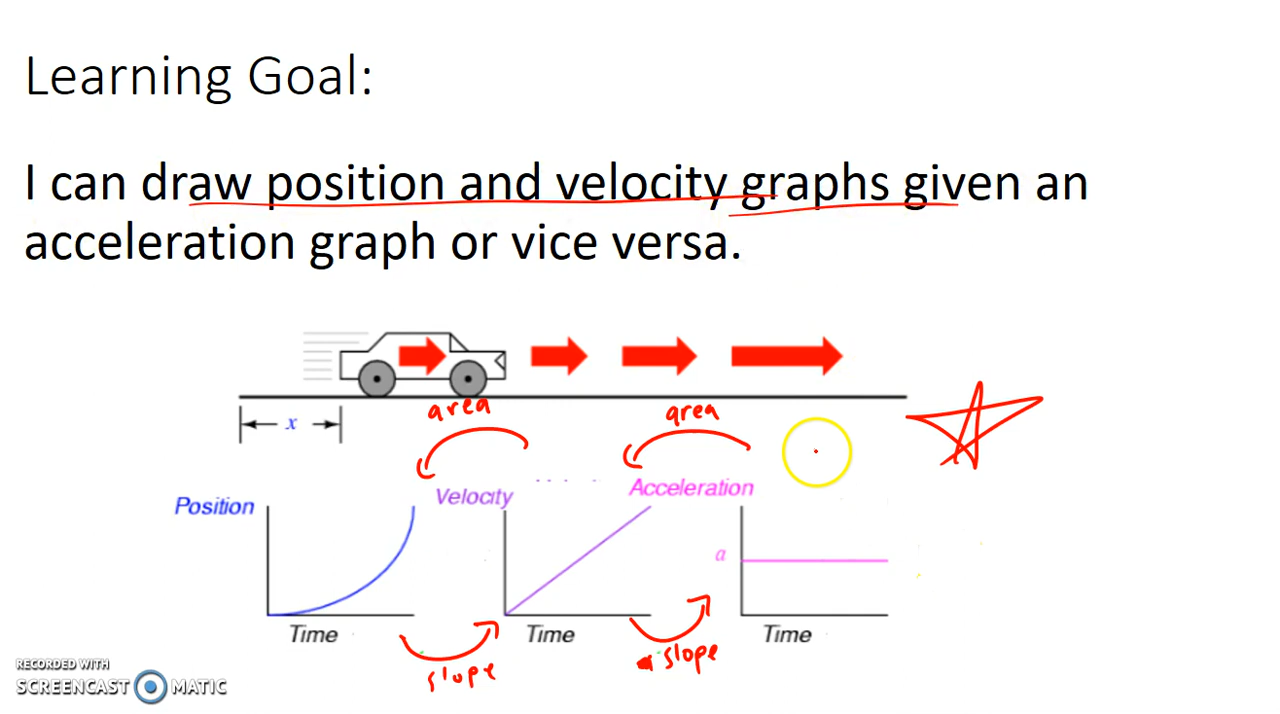 Learning Goal:
I can draw position and velocity graphs given an
acceleration graph or vice versa.
x
area
area
Position
Velocity
Acceleration
a
Time
Time
Time
slope
slope
RECORDED WITH
SCREENCAST MATIC